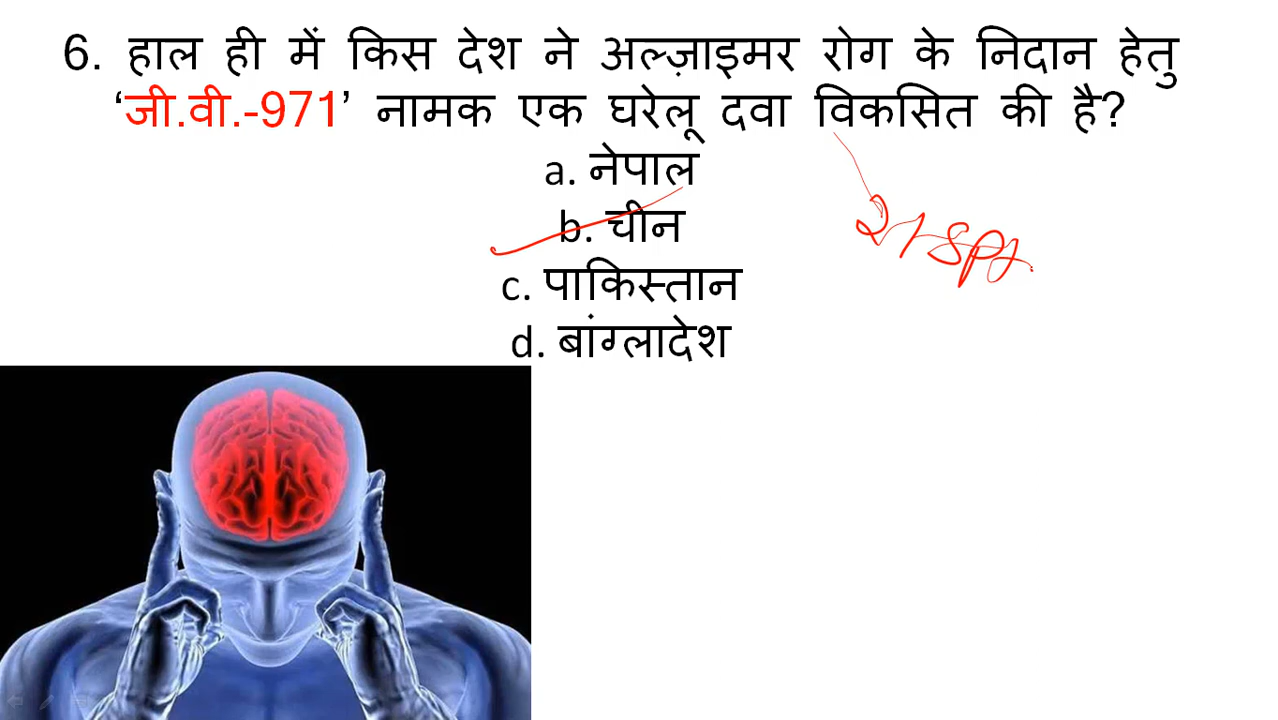 6. हाल ही में किस देश ने अल्ज़ाइमर रोग के निदान हेतु
‘जी.वी.-971’ नामक एक घरेलू दवा विकसित की है?
a. नेपाल
b. चीन
c. पाकिस्तान
d. बांग्लादेश